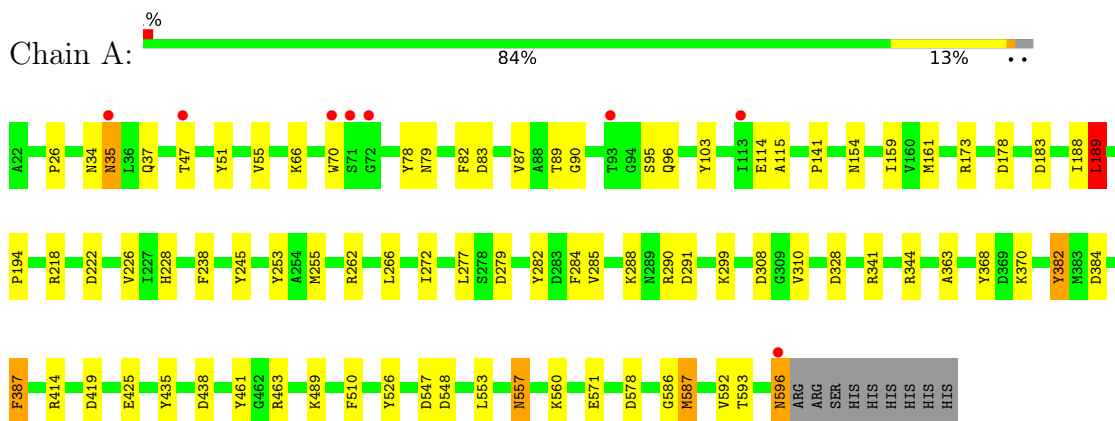 .%
Chain A:
84% 13% ..
A22 P26 N34 N35 L36 Q37 T47 Y51 V55 K66 W70 S71 G72 Y78 N79 F82 D83 V87 A88 T89 G90 T93 G94 S95 Q96 Y103 I113 E114 A115 P141 N154 I159 V160 M161 R173 D178 D183 I188 L189
P194 R218 D222 V226 I227 H228 F238 Y245 Y253 A254 M255 R262 L266 I272 L277 S278 D279 Y282 D283 F284 V285 K288 N289 R290 D291 K299 D308 G309 V310 D328 R341 R344 A363 Y368 D369 K370 Y382 M383 D384
F387 R414 D419 E425 Y435 D438 Y461 G462 R463 K489 F510 Y526 D547 D548 L553 N557 K560 E571 D578 G586 M587 V592 T593 N596 ARG ARG SER HIS HIS HIS HIS HIS HIS